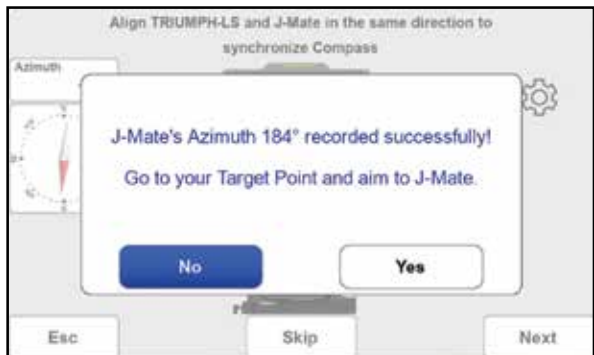 Align TRIUMPH-LS and J-Mate in the same direction to
synchronize Compass
Azimuth
J-Mate's Azimuth 184° recorded successfully!
Go to your Target Point and aim to J-Mate.
No
Yes
Esc
Skip
Next